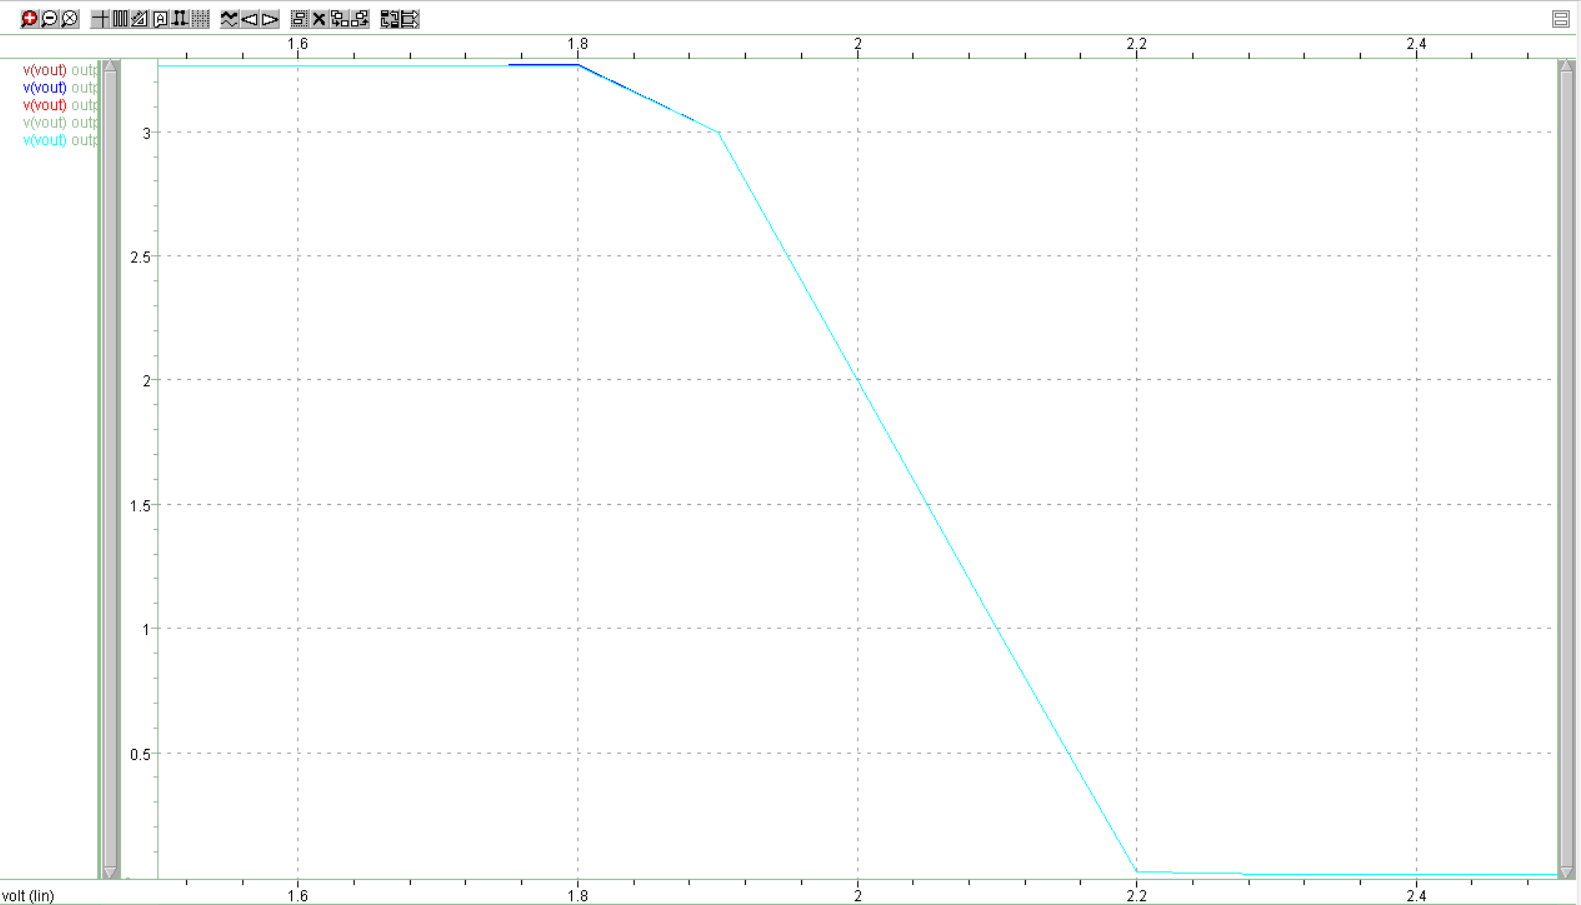 1.6 1.8 2 2.2 2.4
v(vout) outp
v(vout) outp
v(vout) outp
v(vout) outp
v(vout) outp
3
2.5
2
1.5
1
0.5
volt (lin) 1.6 1.8 2 2.2 2.4